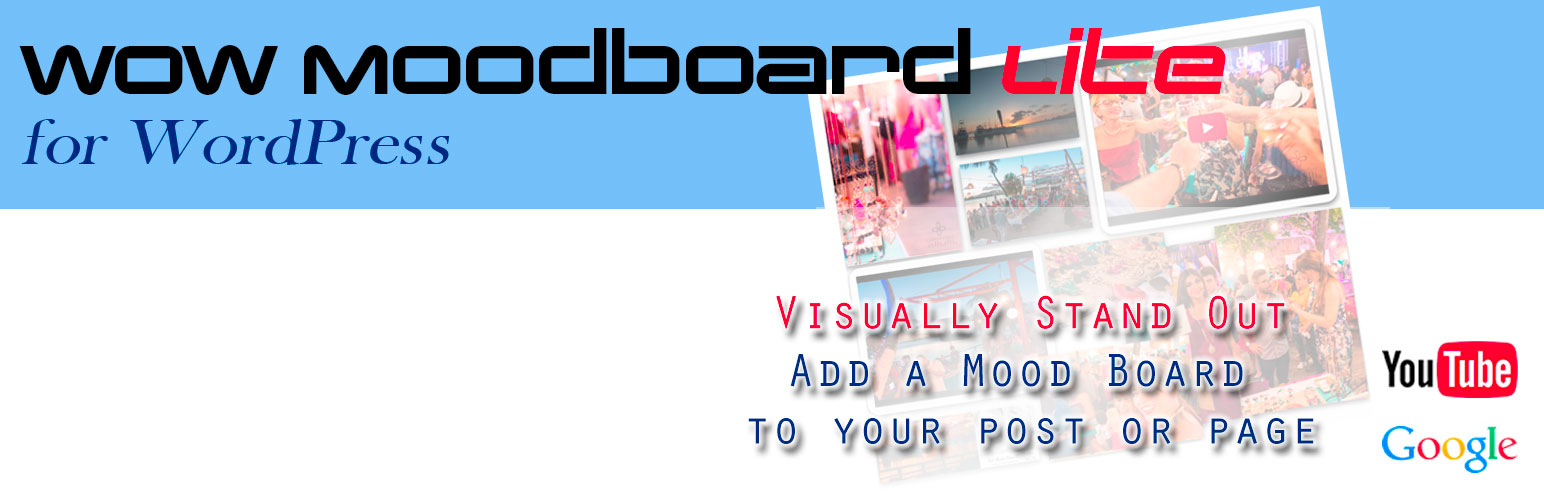 WOW MOODBOARD Lite
for WordPress
VISUALLY STAND OUT
ADD A MOOD BOARD
TO YOUR POST OR PAGE
YouTube
Google